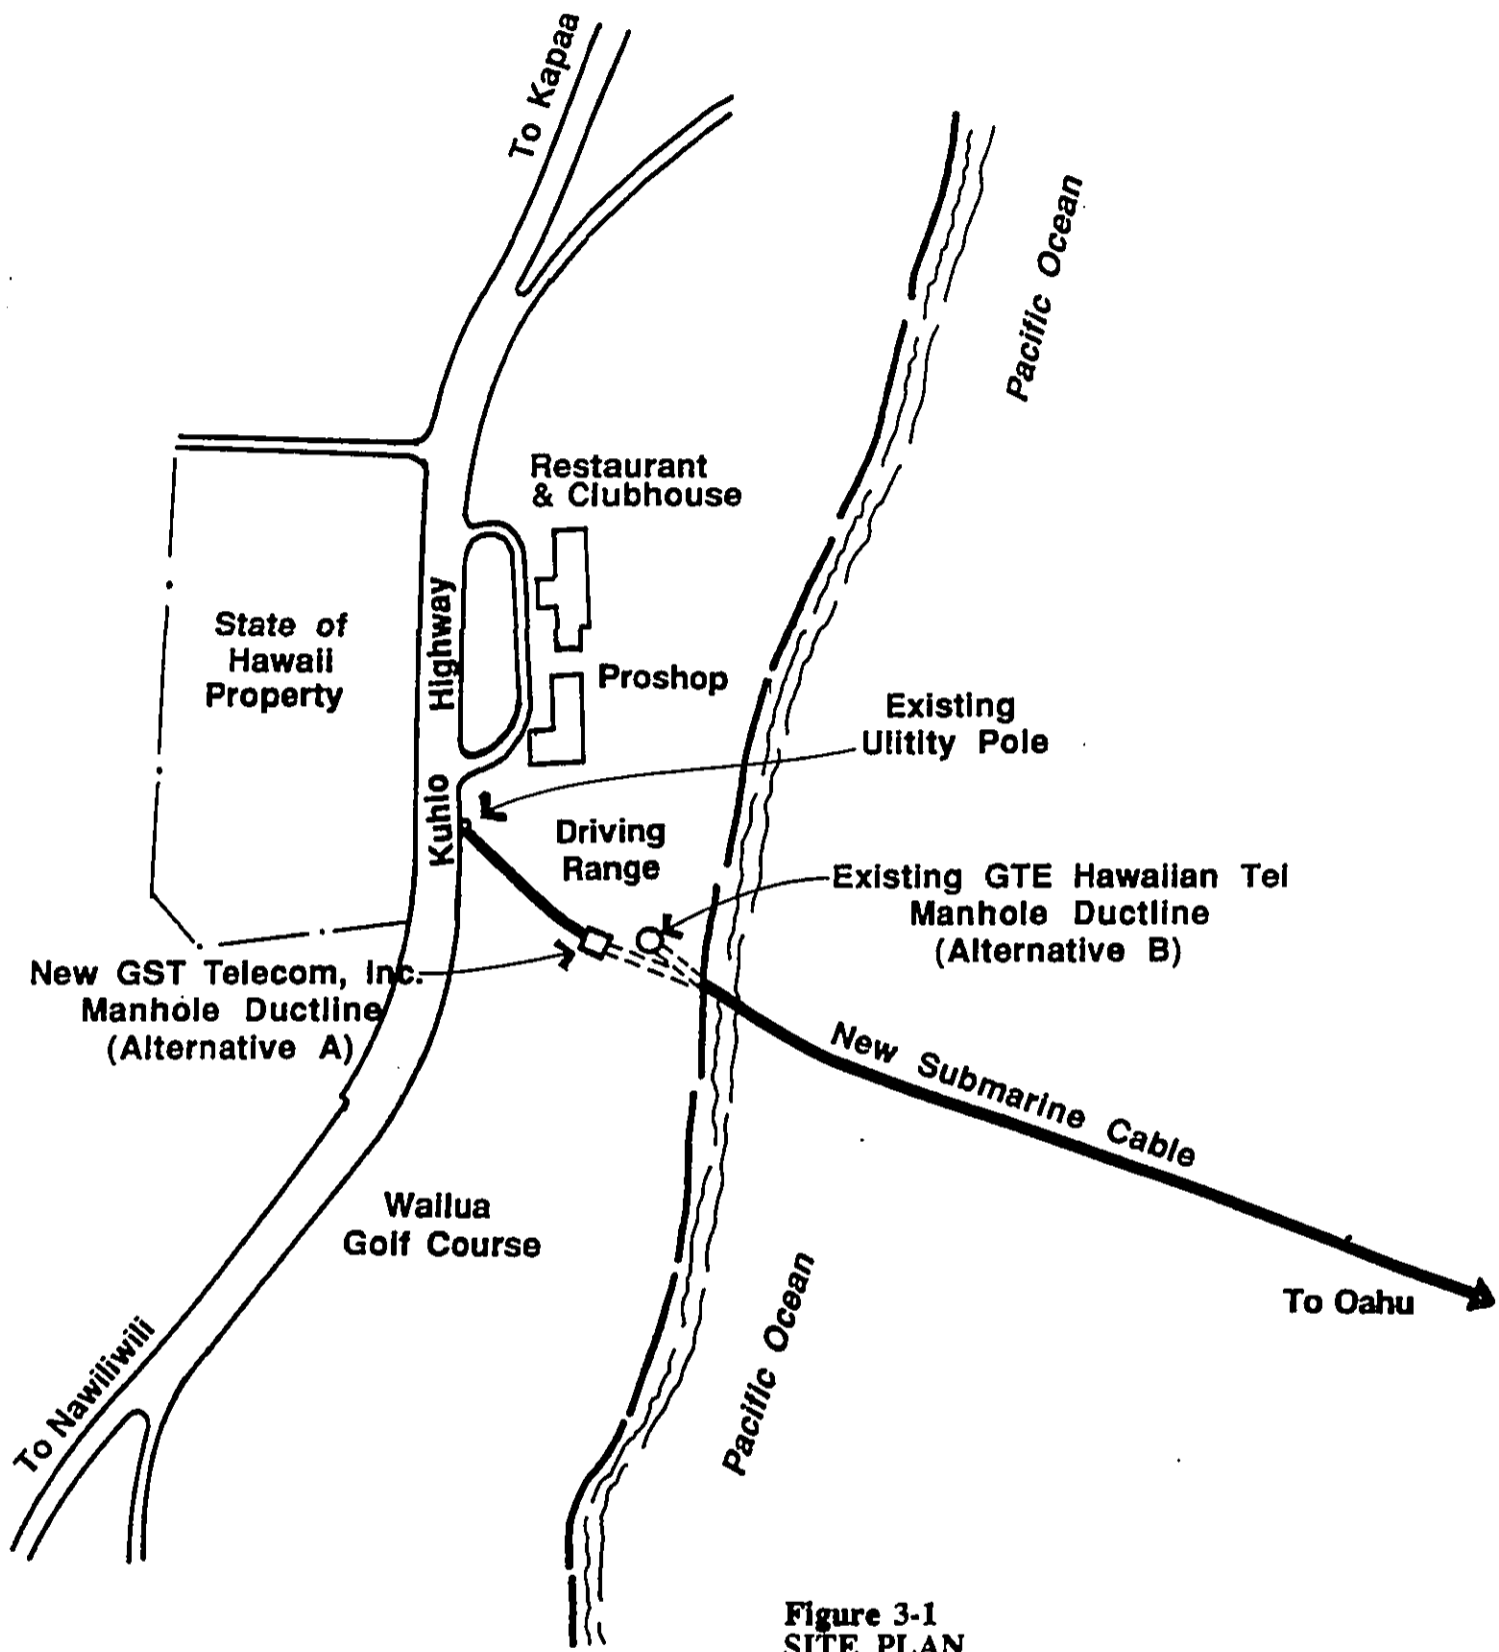 To Kapaa
Pacific Ocean
Restaurant
& Clubhouse
State of
Hawaii
Property
Kuhio Highway
Proshop
Existing
Ulitity Pole
Driving
Range
Existing GTE Hawaiian Tel
Manhole Ductline
(Alternative B)
New GST Telecom, Inc.
Manhole Ductline
(Alternative A)
New Submarine Cable
Wailua
Golf Course
To Oahu
To Nawiliwili
Pacific Ocean
Figure 3-1
SITE PLAN